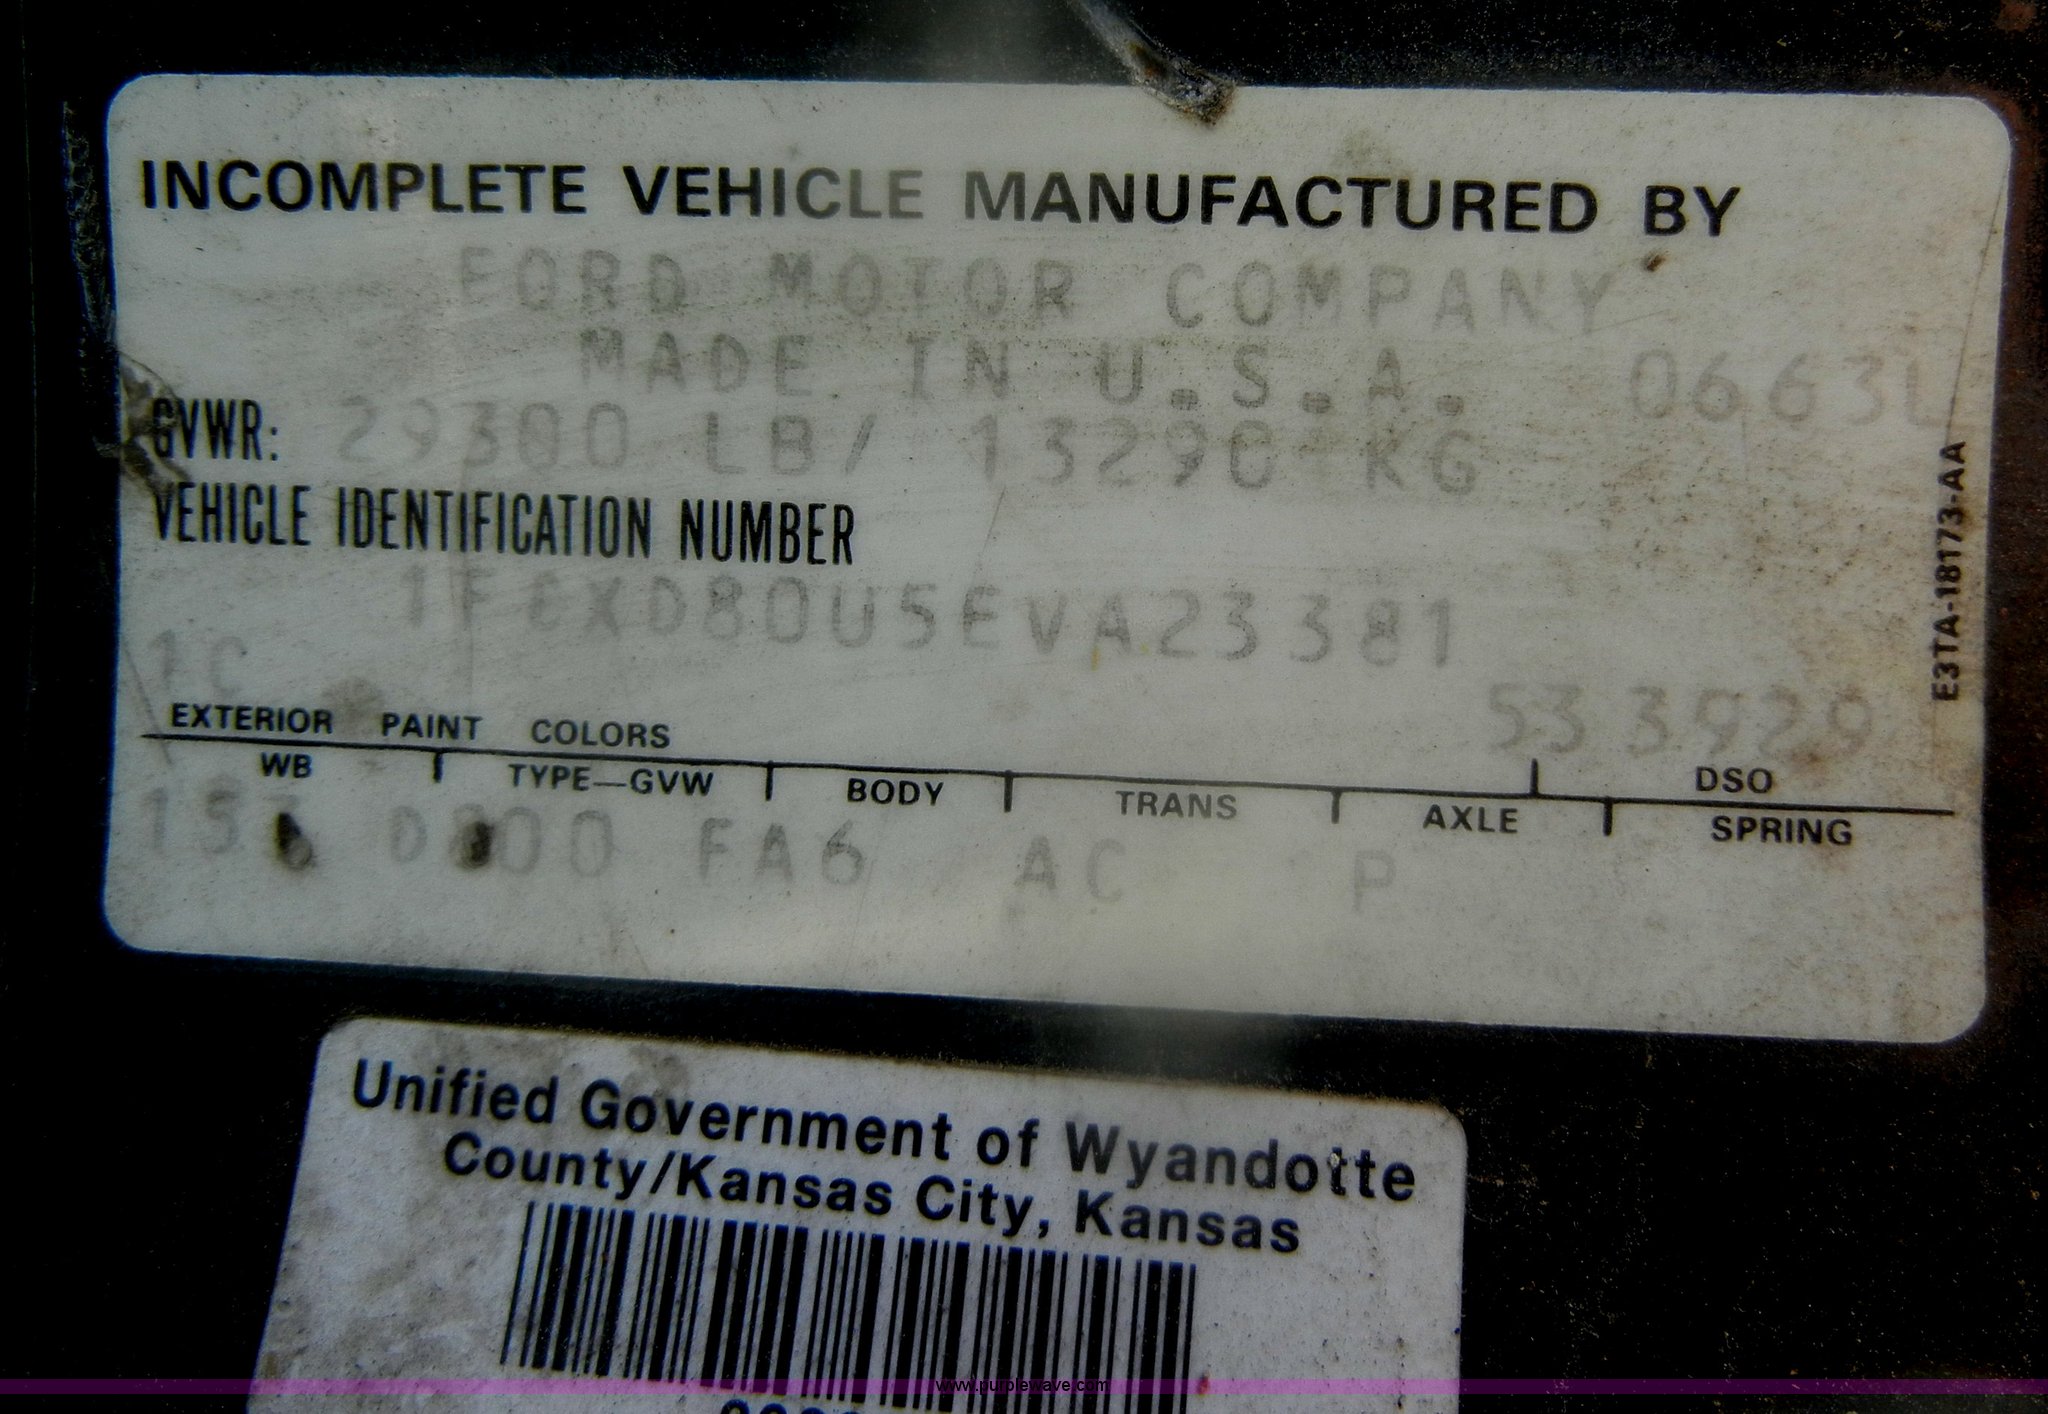 INCOMPLETE VEHICLE MANUFACTURED BY
FORD MOTOR COMPANY
MADE IN U.S.A. 0663L
GVWR: 29300 LB/ 13290 KG
VEHICLE IDENTIFICATION NUMBER
1FDXD80U5EVA23381
1C
533929
EXTERIOR PAINT COLORS
DSO
WB TYPE—GVW BODY TRANS AXLE SPRING
FA6 AC P
E3TA-18173-AA
Unified Government of Wyandotte
County/Kansas City, Kansas
www.purplewave.com